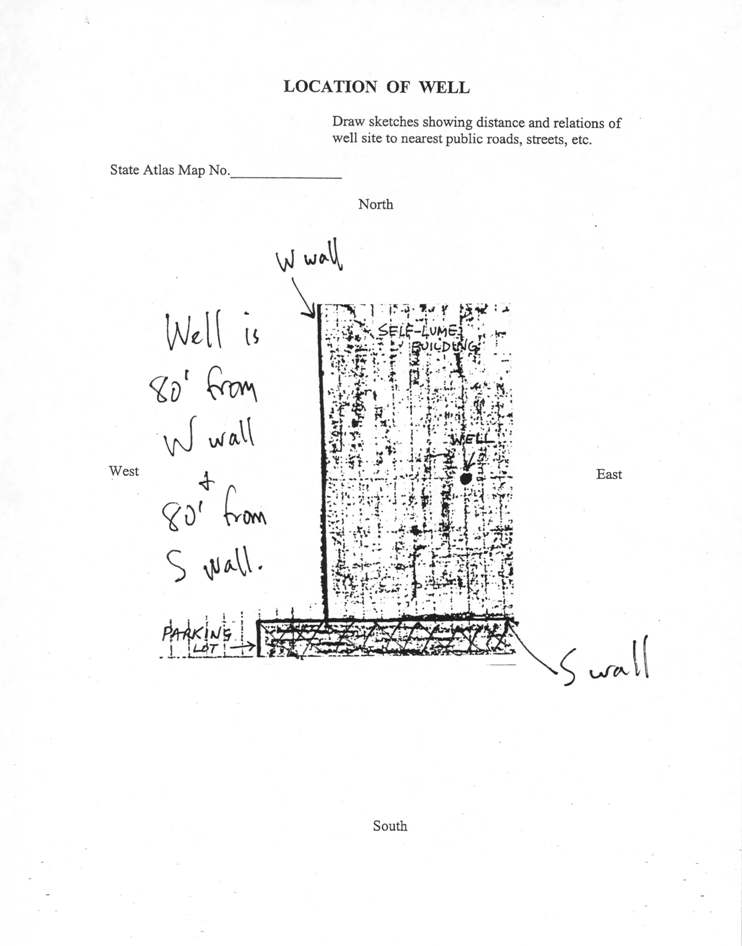 LOCATION OF WELL
Draw sketches showing distance and relations of
well site to nearest public roads, streets, etc.
State Atlas Map No.
North
W wall
Well is
80' from
W wall
+
80' from
S wall.
SELF-LUME
BUILDING
WELL
West
East
PARKING
LOT
S wall
South